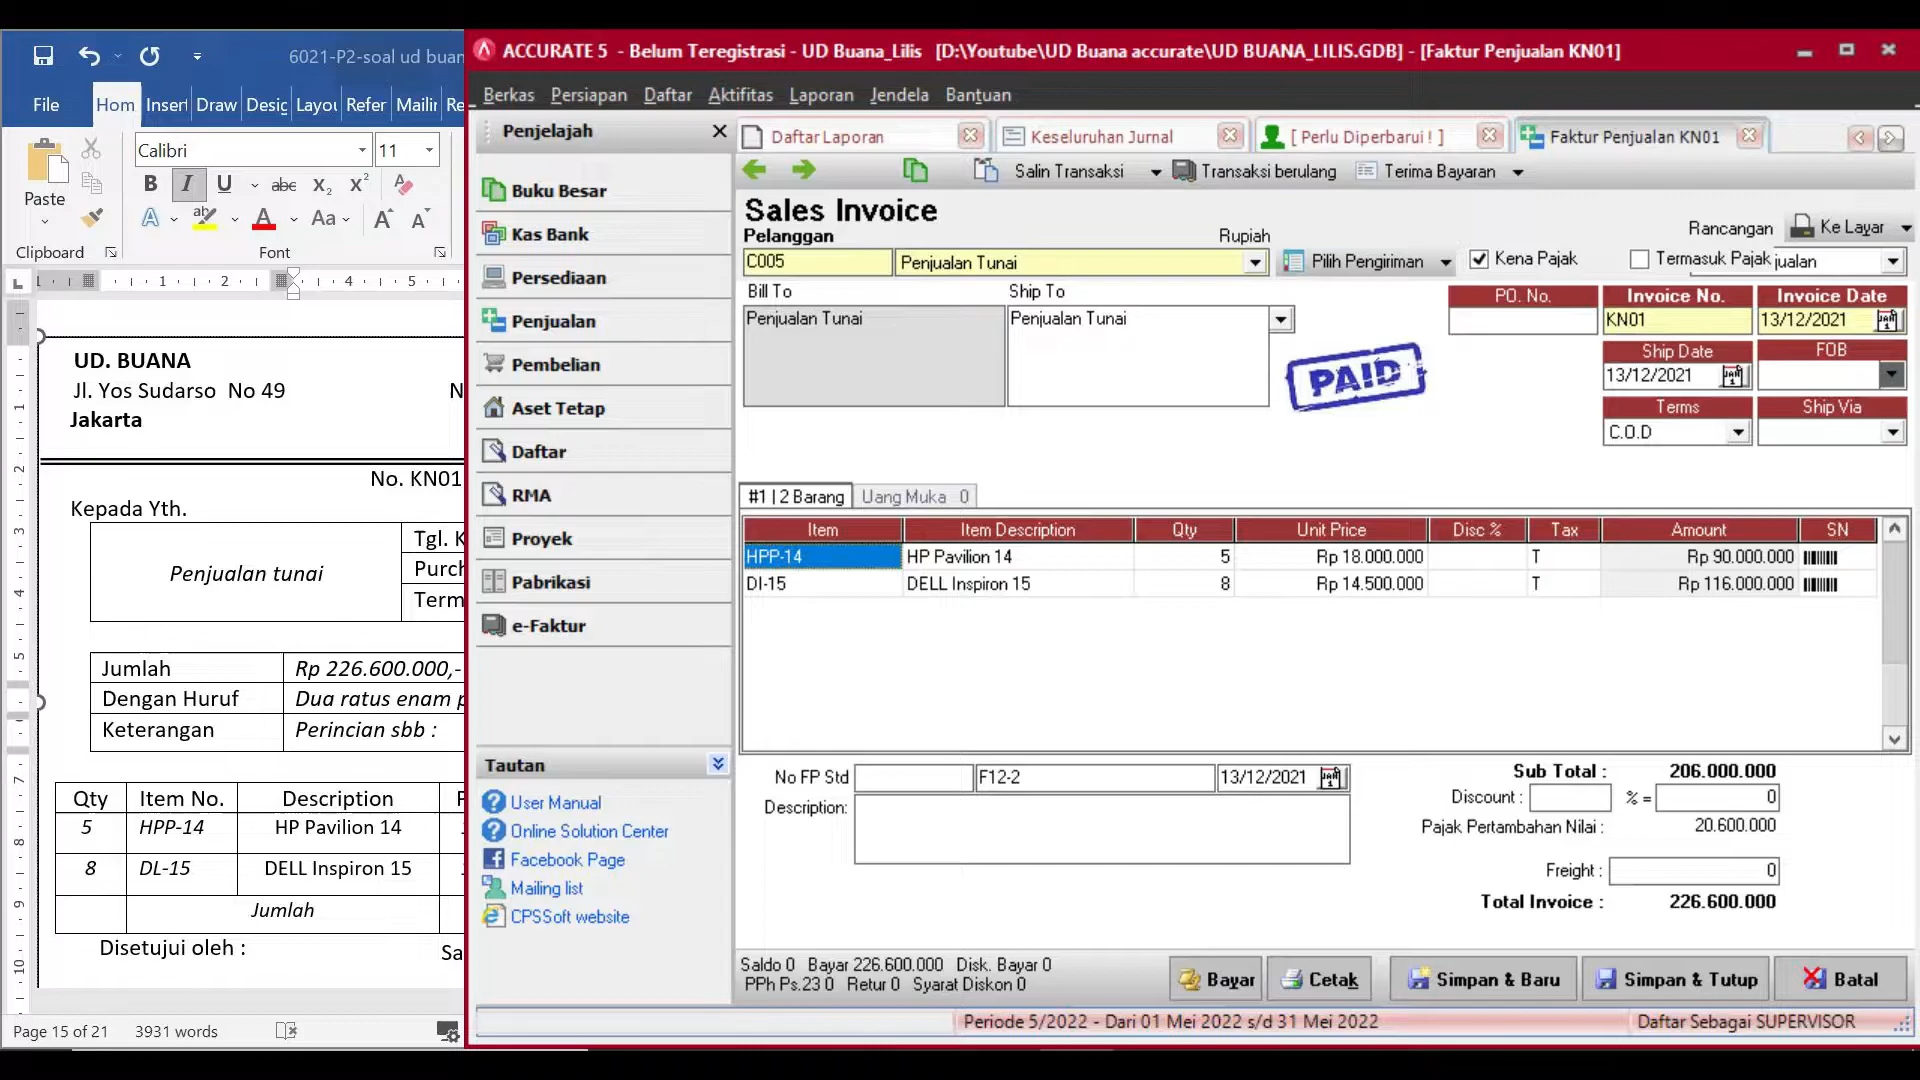 6021-P2-soal ud buan
File Hom Insert Draw Desig Layou Refer Mailin Re
Calibri 11
Paste
Clipboard Font
UD. BUANA
Jl. Yos Sudarso No 49 N
Jakarta
No. KN01
Kepada Yth.
Penjualan tunai
Tgl. K
Purch
Term
Jumlah Rp 226.600.000,-
Dengan Huruf Dua ratus enam p
Keterangan Perincian sbb :
Qty Item No. Description
5 HPP-14 HP Pavilion 14
8 DL-15 DELL Inspiron 15
Jumlah
Disetujui oleh : Sa
Page 15 of 21 3931 words
ACCURATE 5 - Belum Teregistrasi - UD Buana_Lilis [D:\Youtube\UD Buana accurate\UD BUANA_LILIS.GDB] - [Faktur Penjualan KN01]
Berkas Persiapan Daftar Aktifitas Laporan Jendela Bantuan
Penjelajah
Buku Besar
Kas Bank
Persediaan
Penjualan
Pembelian
Aset Tetap
Daftar
RMA
Proyek
Pabrikasi
e-Faktur
Tautan
User Manual
Online Solution Center
Facebook Page
Mailing list
CPSSoft website
Daftar Laporan Keseluruhan Jurnal [ Perlu Diperbarui ! ] Faktur Penjualan KN01
Salin Transaksi Transaksi berulang Terima Bayaran
Sales Invoice
Rancangan Ke Layar
Pelanggan Rupiah
C005 Penjualan Tunai Pilih Pengiriman Kena Pajak Termasuk Pajak jualan
Bill To Ship To
Penjualan Tunai Penjualan Tunai
PAID
PO. No. Invoice No. Invoice Date
KN01 13/12/2021
Ship Date FOB
13/12/2021
Terms Ship Via
C.O.D
#1 | 2 Barang Uang Muka 0
Item Item Description Qty Unit Price Disc % Tax Amount SN
HPP-14 HP Pavilion 14 5 Rp 18.000.000 T Rp 90.000.000
DI-15 DELL Inspiron 15 8 Rp 14.500.000 T Rp 116.000.000
No FP Std F12-2 13/12/2021
Description:
Sub Total : 206.000.000
Discount : % = 0
Pajak Pertambahan Nilai : 20.600.000
Freight : 0
Total Invoice : 226.600.000
Saldo 0 Bayar 226.600.000 Disk. Bayar 0
PPh Ps.23 0 Retur 0 Syarat Diskon 0
Bayar Cetak Simpan & Baru Simpan & Tutup Batal
Periode 5/2022 - Dari 01 Mei 2022 s/d 31 Mei 2022 Daftar Sebagai SUPERVISOR